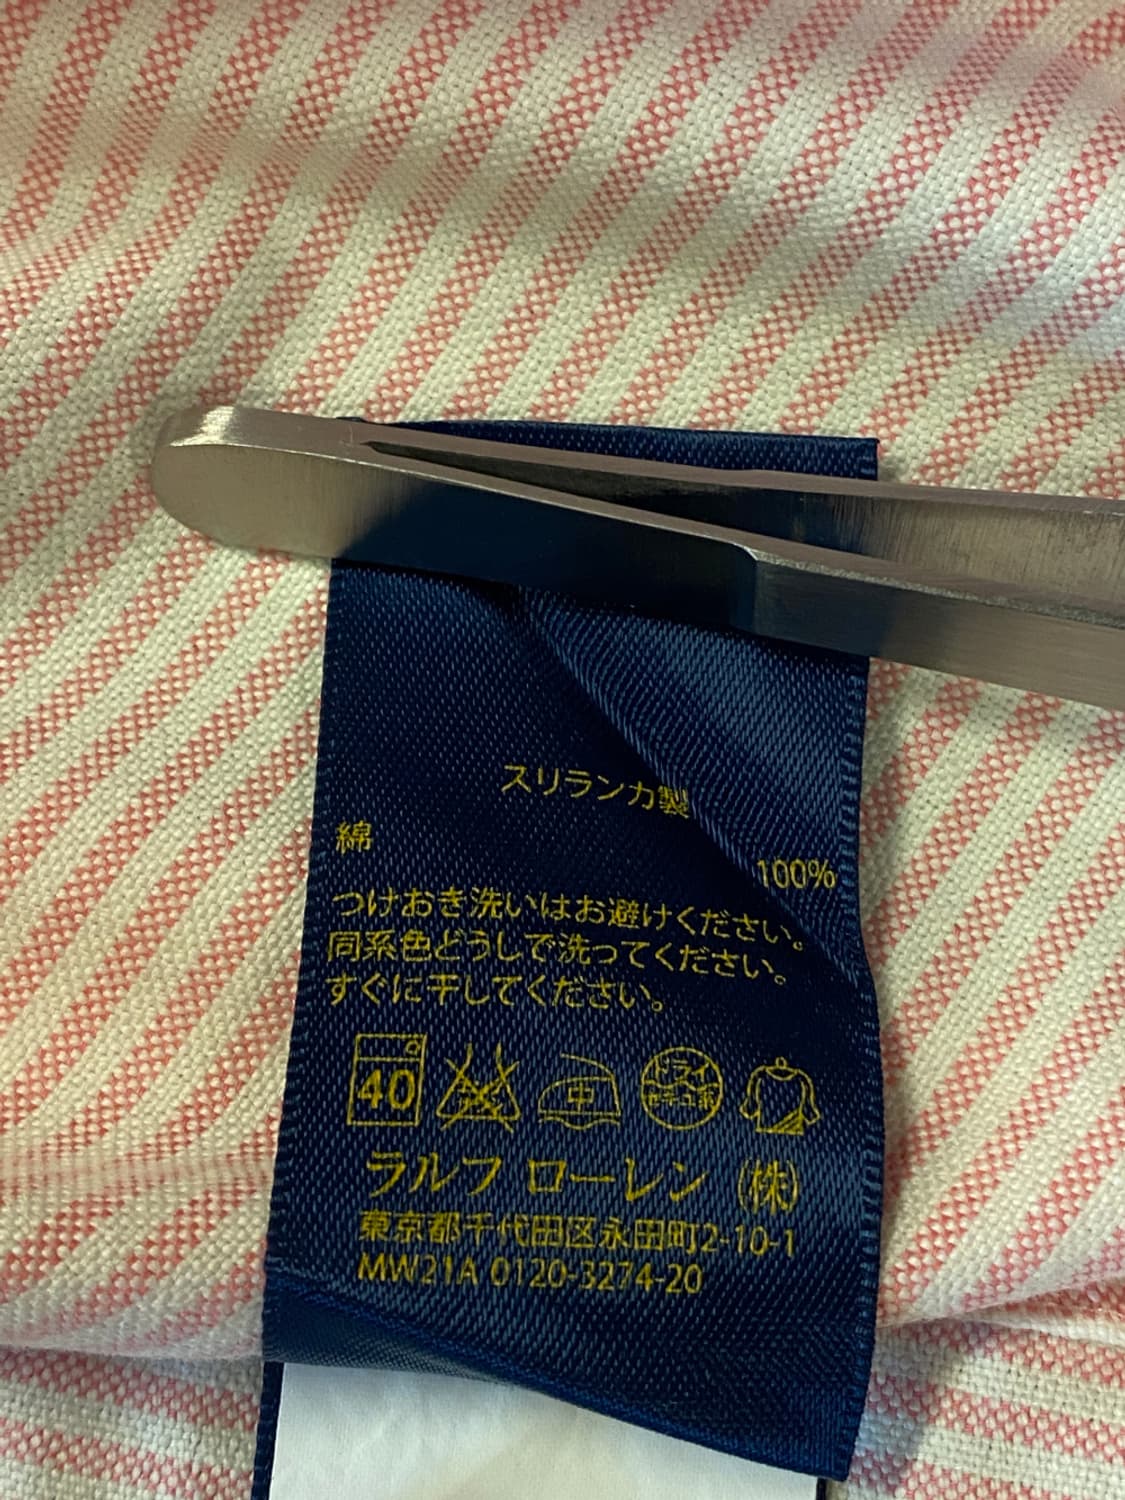 スリランカ製
綿 100%
つけおき洗いはお避けください。
同系色どうしで洗ってください。
すぐに干してください。
40 中 ドライ セキユ系
ラルフ ローレン (株)
東京都千代田区永田町2-10-1
MW21A 0120-3274-20